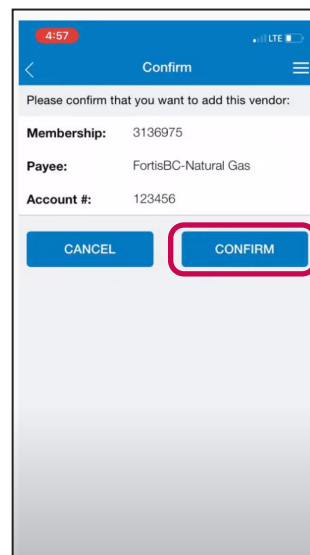 4:57 LTE
Confirm
Please confirm that you want to add this vendor:
Membership: 3136975
Payee: FortisBC-Natural Gas
Account #: 123456
CANCEL CONFIRM